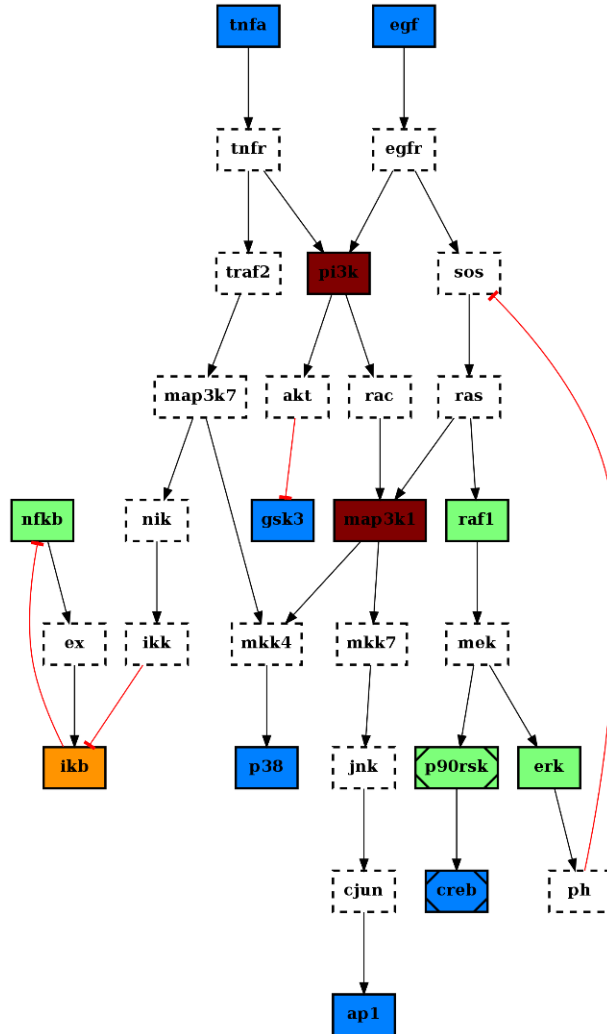 tnfa egf
tnfr egfr
traf2 pi3k sos
map3k7 akt rac ras
nfkb nik gsk3 map3k1 raf1
ex ikk mkk4 mkk7 mek
ikb p38 jnk p90rsk erk
cjun creb ph
ap1